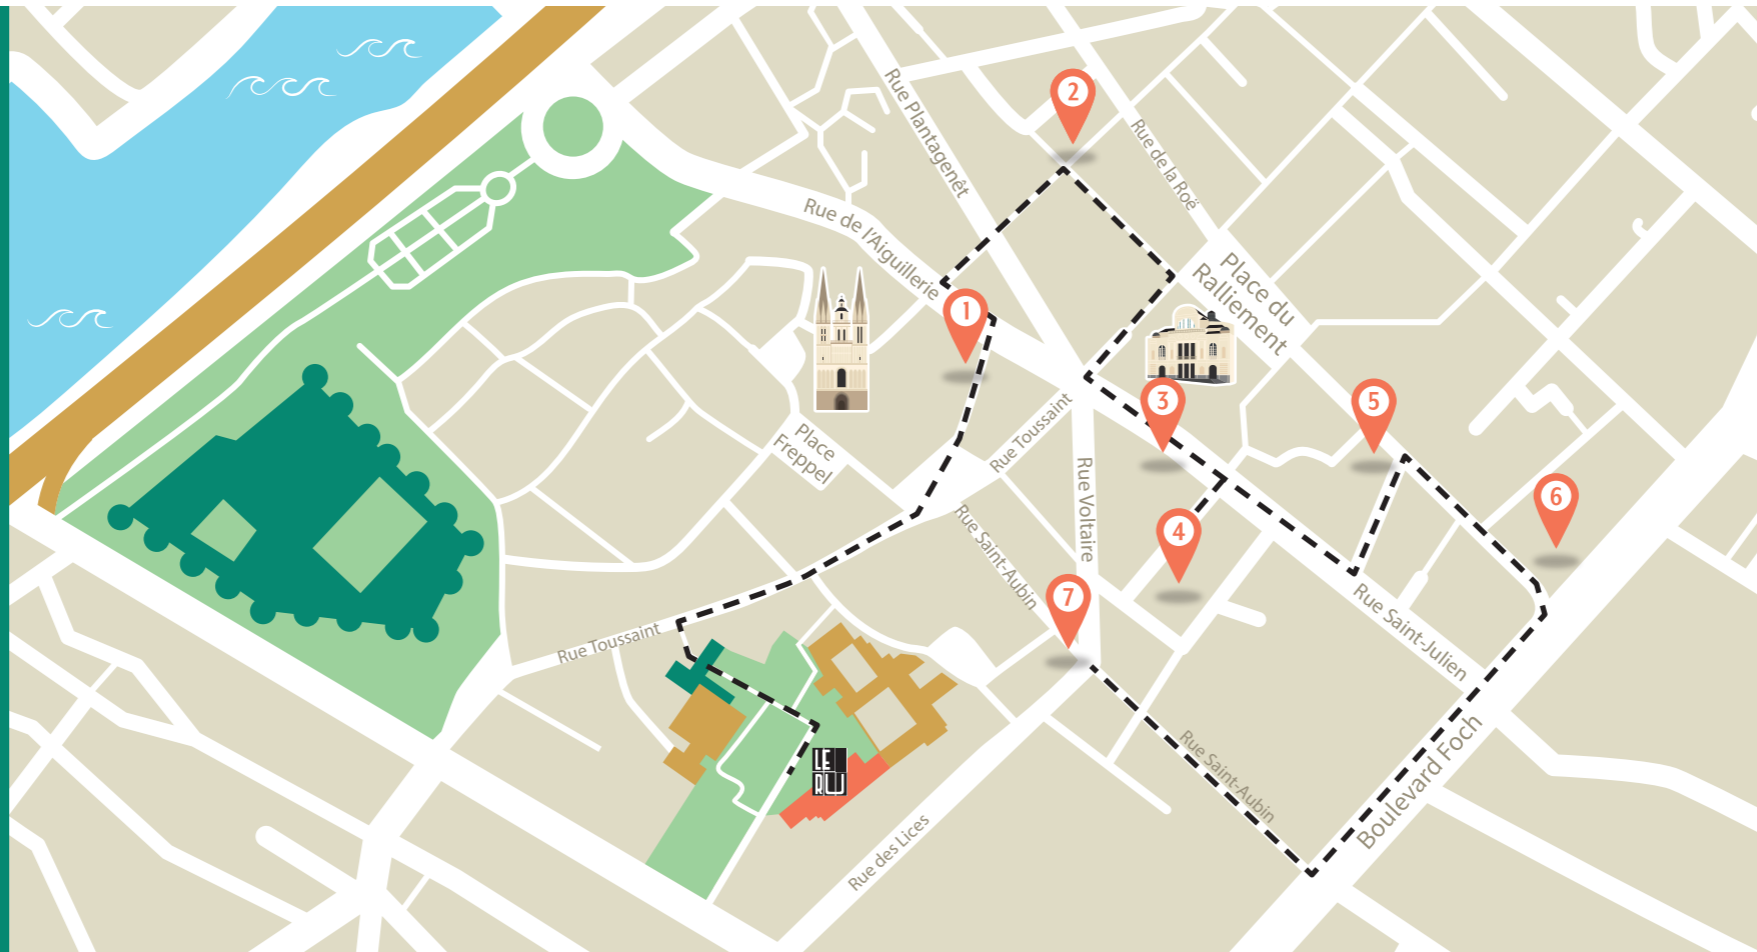 2
Rue Plantagenêt
Rue de la Roë
Rue de l'Aiguillerie
Place du
Ralliement
1
3
5
Rue Toussaint
Place
Freppel
Rue Voltaire
6
4
Rue Saint-Aubin
7
Rue Saint-Julien
Rue Toussaint
LE
RU
Rue Saint-Aubin
Boulevard Foch
Rue des Lices